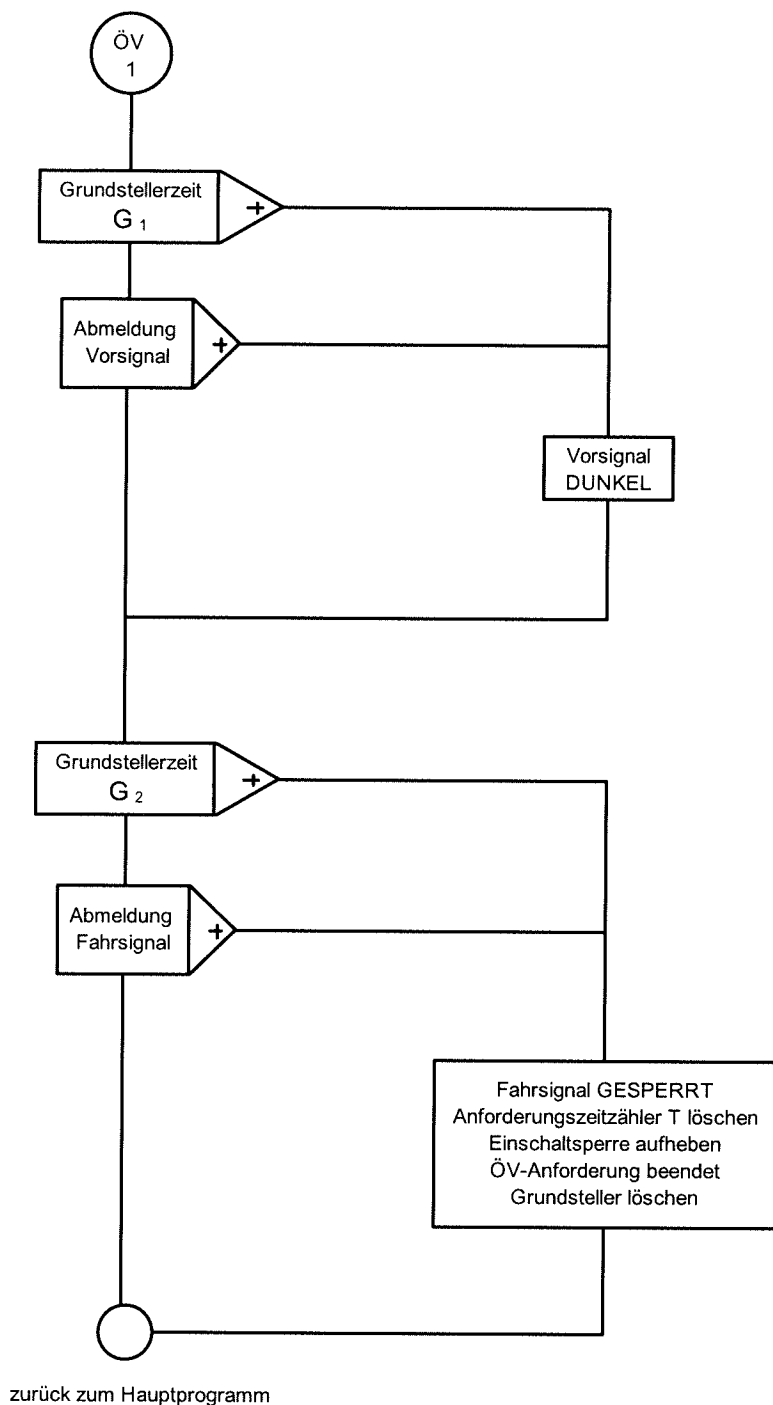 ÖV
1
Grundstellerzeit
G 1
+
Abmeldung
Vorsignal
+
Vorsignal
DUNKEL
Grundstellerzeit
G 2
+
Abmeldung
Fahrsignal
+
Fahrsignal GESPERRT
Anforderungszeitzähler T löschen
Einschaltsperre aufheben
ÖV-Anforderung beendet
Grundsteller löschen
zurück zum Hauptprogramm